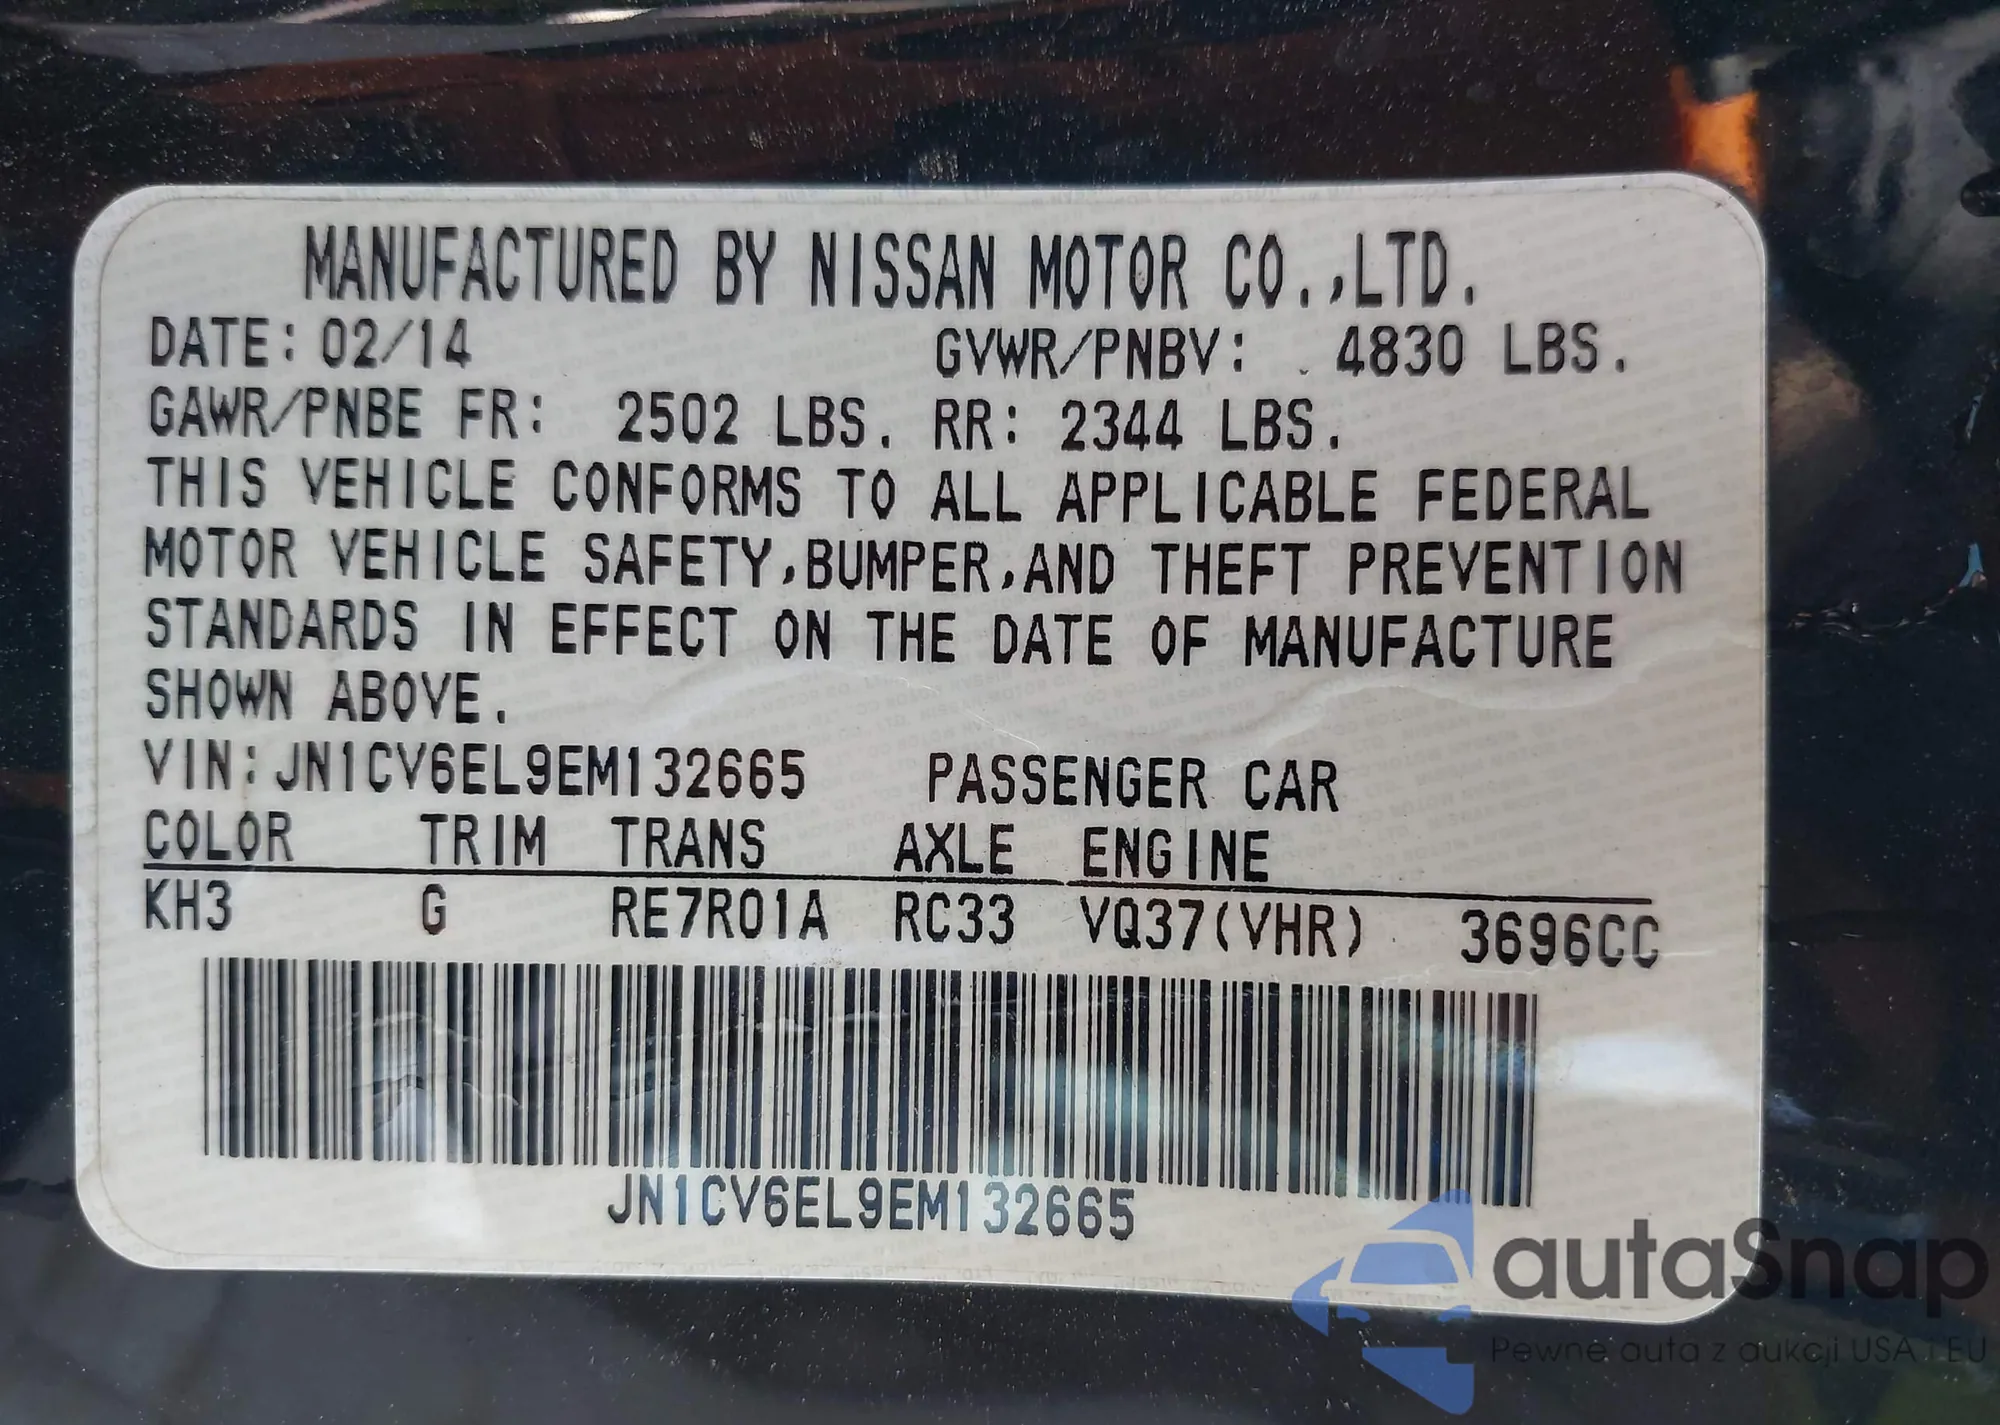 MANUFACTURED BY NISSAN MOTOR CO.,LTD.
DATE: 02/14 GVWR/PNBV: 4830 LBS.
GAWR/PNBE FR: 2502 LBS. RR: 2344 LBS.
THIS VEHICLE CONFORMS TO ALL APPLICABLE FEDERAL
MOTOR VEHICLE SAFETY,BUMPER,AND THEFT PREVENTION
STANDARDS IN EFFECT ON THE DATE OF MANUFACTURE
SHOWN ABOVE.
VIN:JN1CV6EL9EM132665 PASSENGER CAR
COLOR TRIM TRANS AXLE ENGINE
KH3 G RE7R01A RC33 VQ37(VHR) 3696CC
JN1CV6EL9EM132665
autaSnap
Pewne auta z aukcji USA i EU